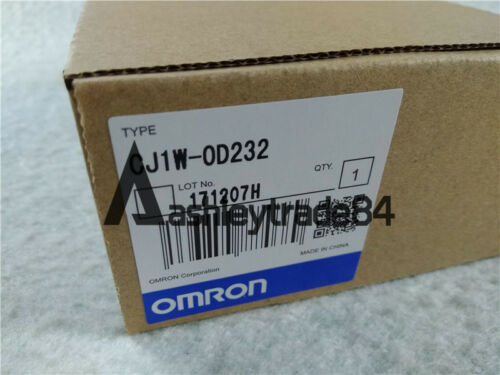 TYPE
CJ1W-OD232
LOT No.
QTY.
171207H
1
ashleytrade84
MADE IN CHINA
OMRON Corporation
OMRON